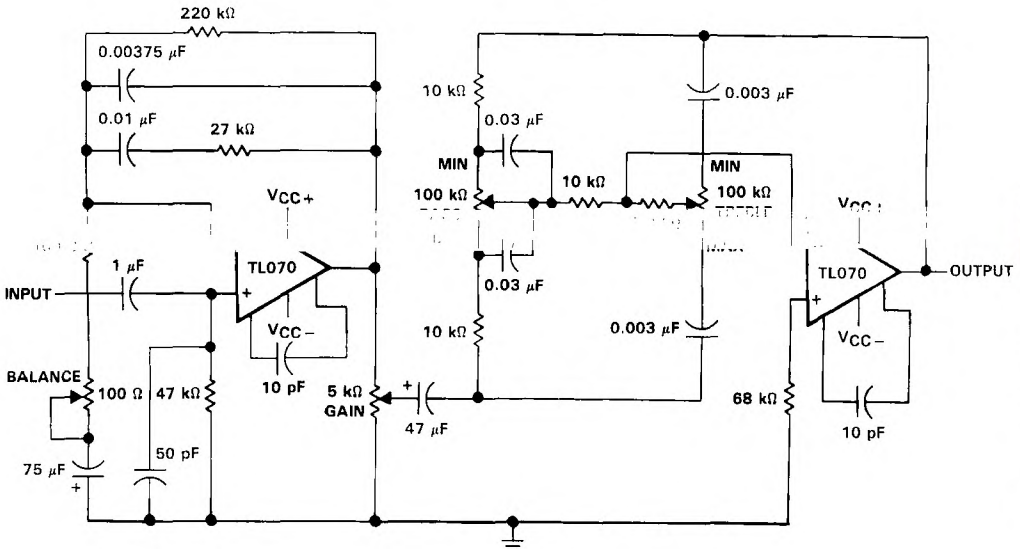 220 kΩ
0.00375 μF
0.01 μF
27 kΩ
VCC+
INPUT
1 μF
+
TL070
VCC−
10 pF
BALANCE
100 Ω
47 kΩ
75 μF
+
50 pF
5 kΩ
GAIN
+
47 μF
10 kΩ
0.03 μF
MIN
100 kΩ
10 kΩ
0.03 μF
10 kΩ
0.003 μF
MIN
100 kΩ
0.003 μF
TL070
+
VCC−
OUTPUT
68 kΩ
10 pF